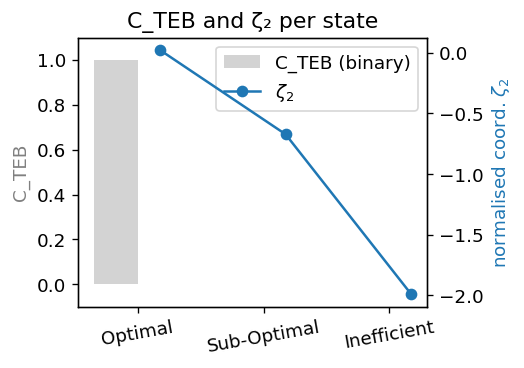 C_TEB and ζ₂ per state
C_TEB
1.0
0.8
0.6
0.4
0.2
0.0
C_TEB (binary)
ζ₂
0.0
−0.5
−1.0
−1.5
−2.0
normalised coord. ζ₂
Optimal
Sub-Optimal
Inefficient